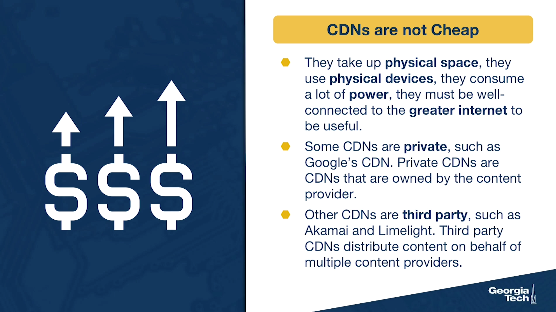 CDNs are not Cheap
They take up physical space, they
use physical devices, they consume
a lot of power, they must be well-
connected to the greater internet to
be useful.
Some CDNs are private, such as
Google's CDN. Private CDNs are
CDNs that are owned by the content
provider.
Other CDNs are third party, such as
Akamai and Limelight. Third party
CDNs distribute content on behalf of
multiple content providers.
$$$
Georgia
Tech